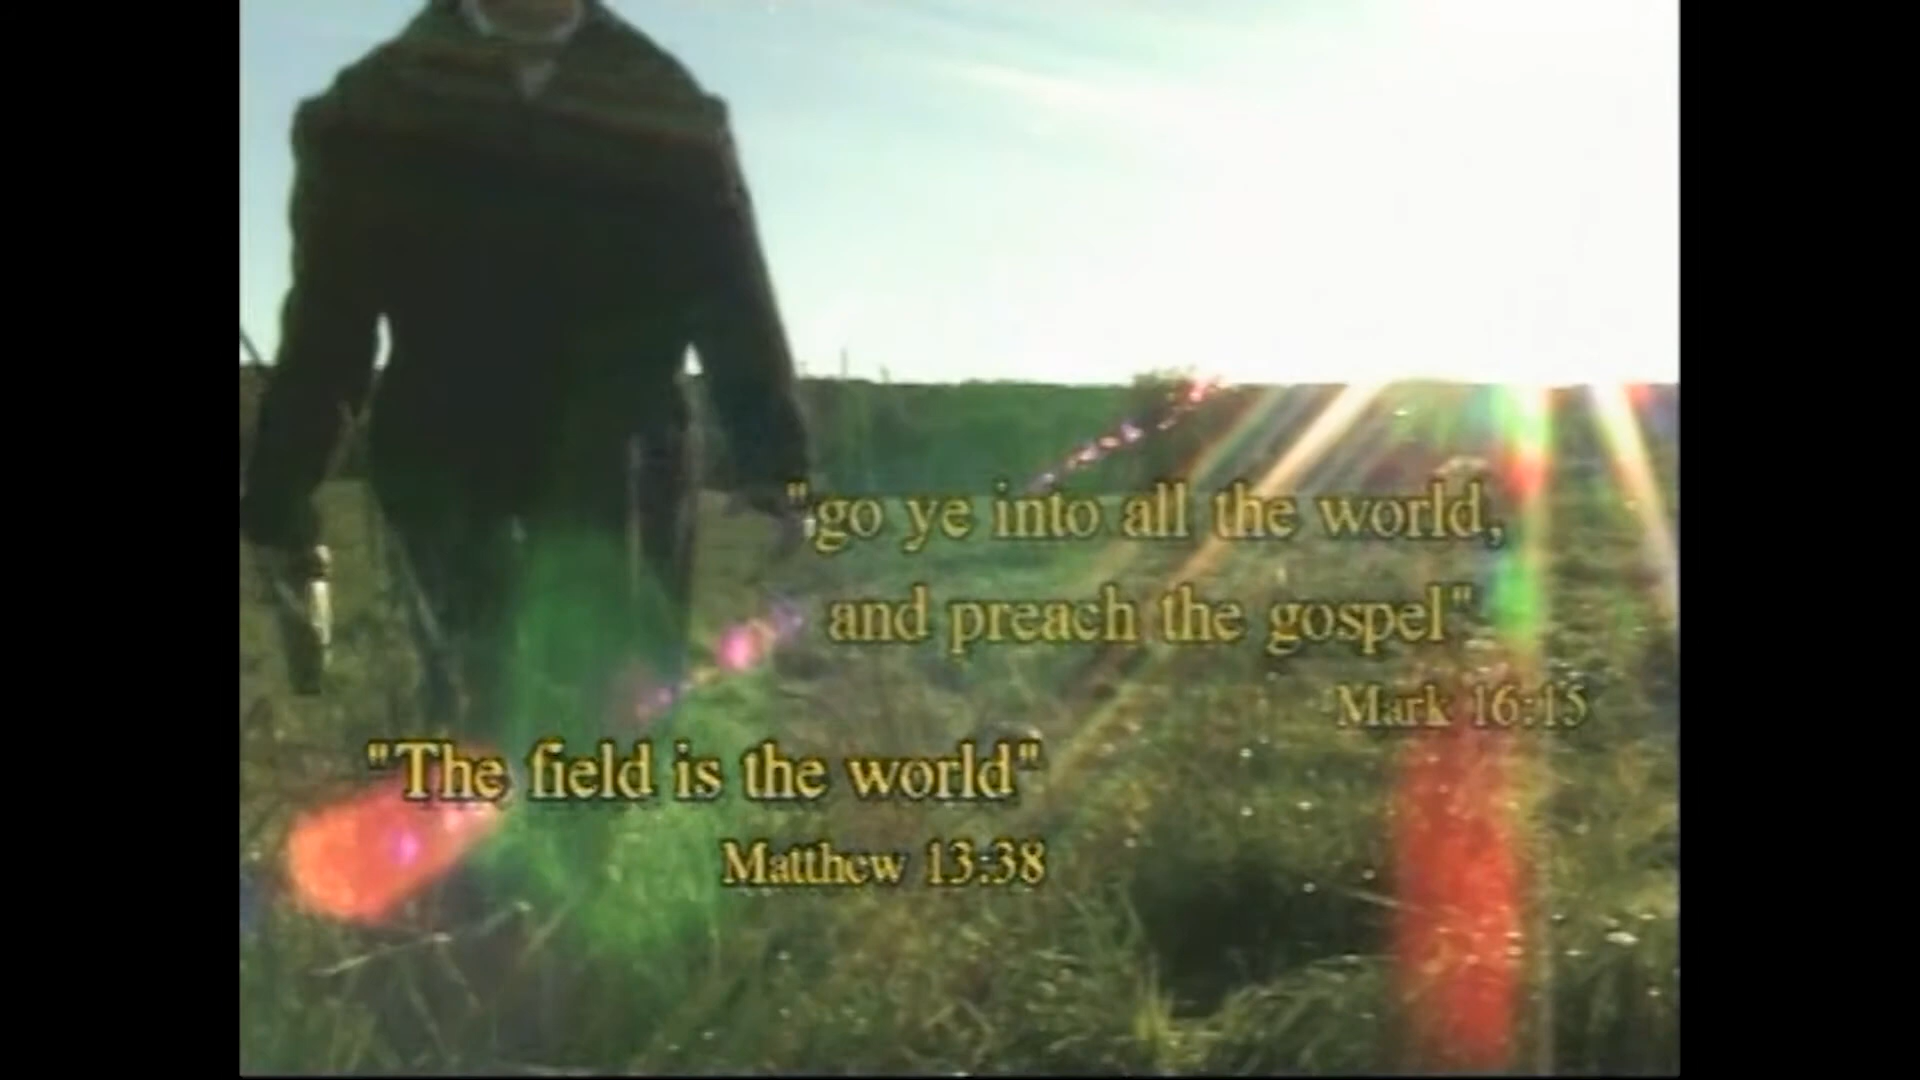 "go ye into all the world,
and preach the gospel"
Mark 16:15
"The field is the world"
Matthew 13:38